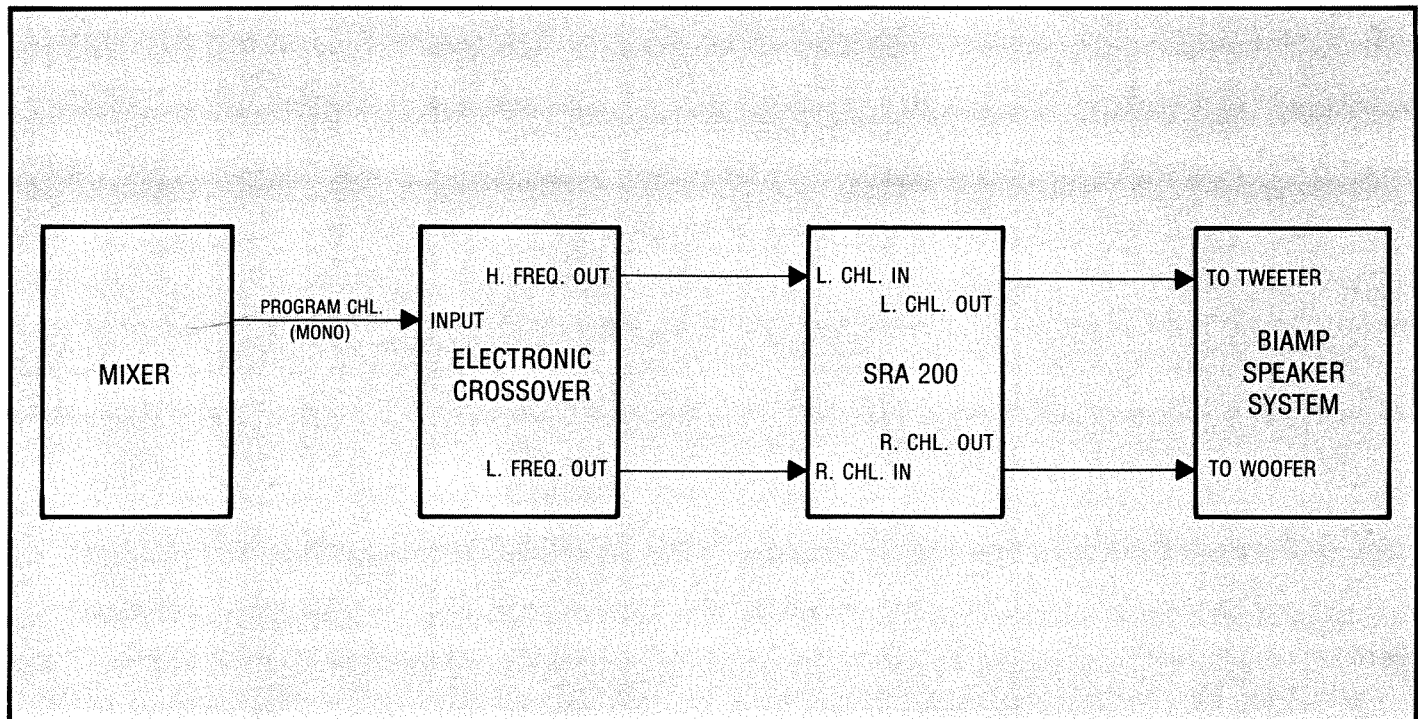 MIXER
PROGRAM CHL.
(MONO)
H. FREQ. OUT
INPUT
ELECTRONIC
CROSSOVER
L. FREQ. OUT
L. CHL. IN
L. CHL. OUT
SRA 200
R. CHL. OUT
R. CHL. IN
TO TWEETER
BIAMP
SPEAKER
SYSTEM
TO WOOFER